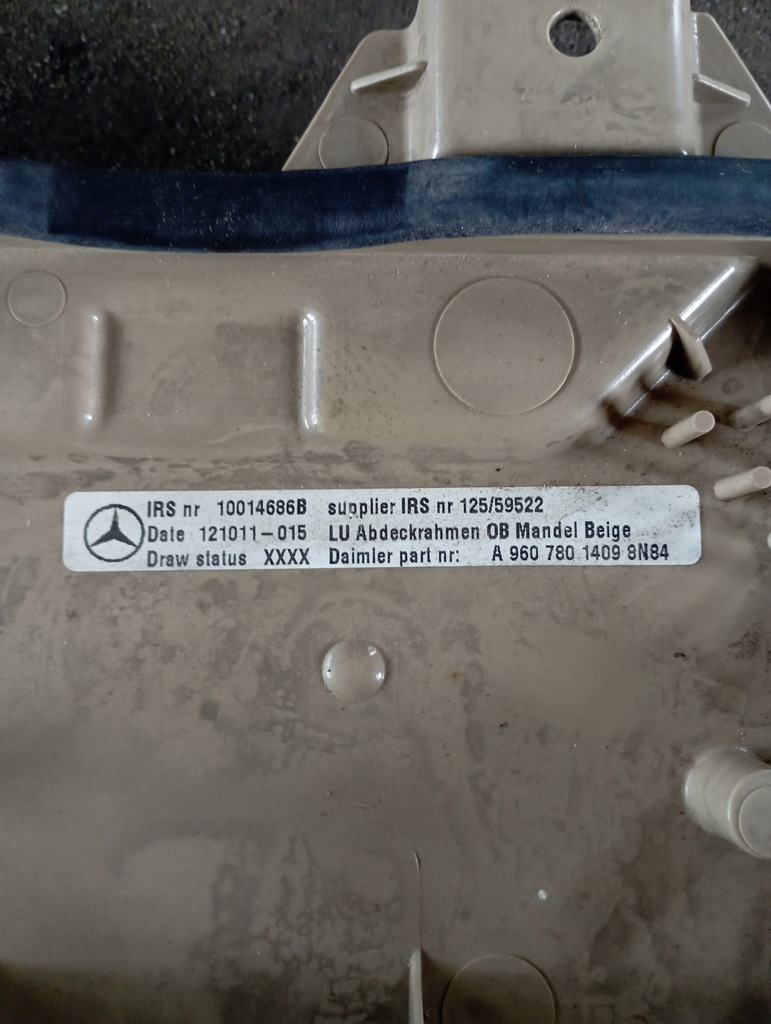 IRS nr 10014686B supplier IRS nr 125/59522
Date 121011-015 LU Abdeckrahmen OB Mandel Beige
Draw status XXXX Daimler part nr: A 960 780 1409 8N84